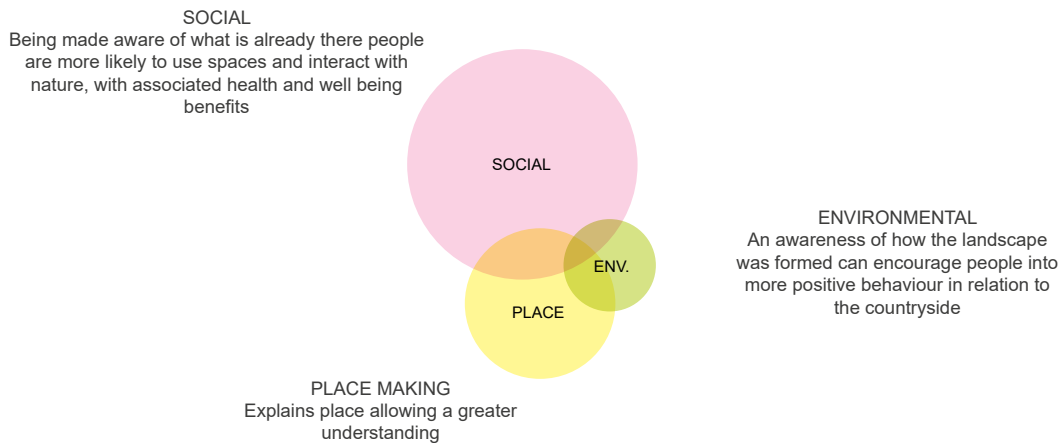 SOCIAL
Being made aware of what is already there people
are more likely to use spaces and interact with
nature, with associated health and well being
benefits
SOCIAL
ENVIRONMENTAL
An awareness of how the landscape
was formed can encourage people into
more positive behaviour in relation to
the countryside
ENV.
PLACE
PLACE MAKING
Explains place allowing a greater
understanding